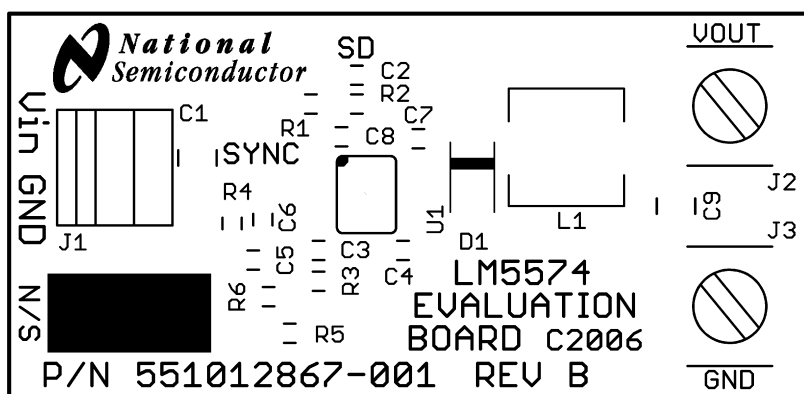 National
Semiconductor
SD
VOUT
C2
R2
C7
Vin
C1
R1
C8
SYNC
J2
R4
C6
U1
L1
C9
GND
J1
C5
C3
C4
D1
J3
R3
LM5574
N/S
R6
EVALUATION
R5
BOARD C2006
P/N 551012867-001 REV B
GND